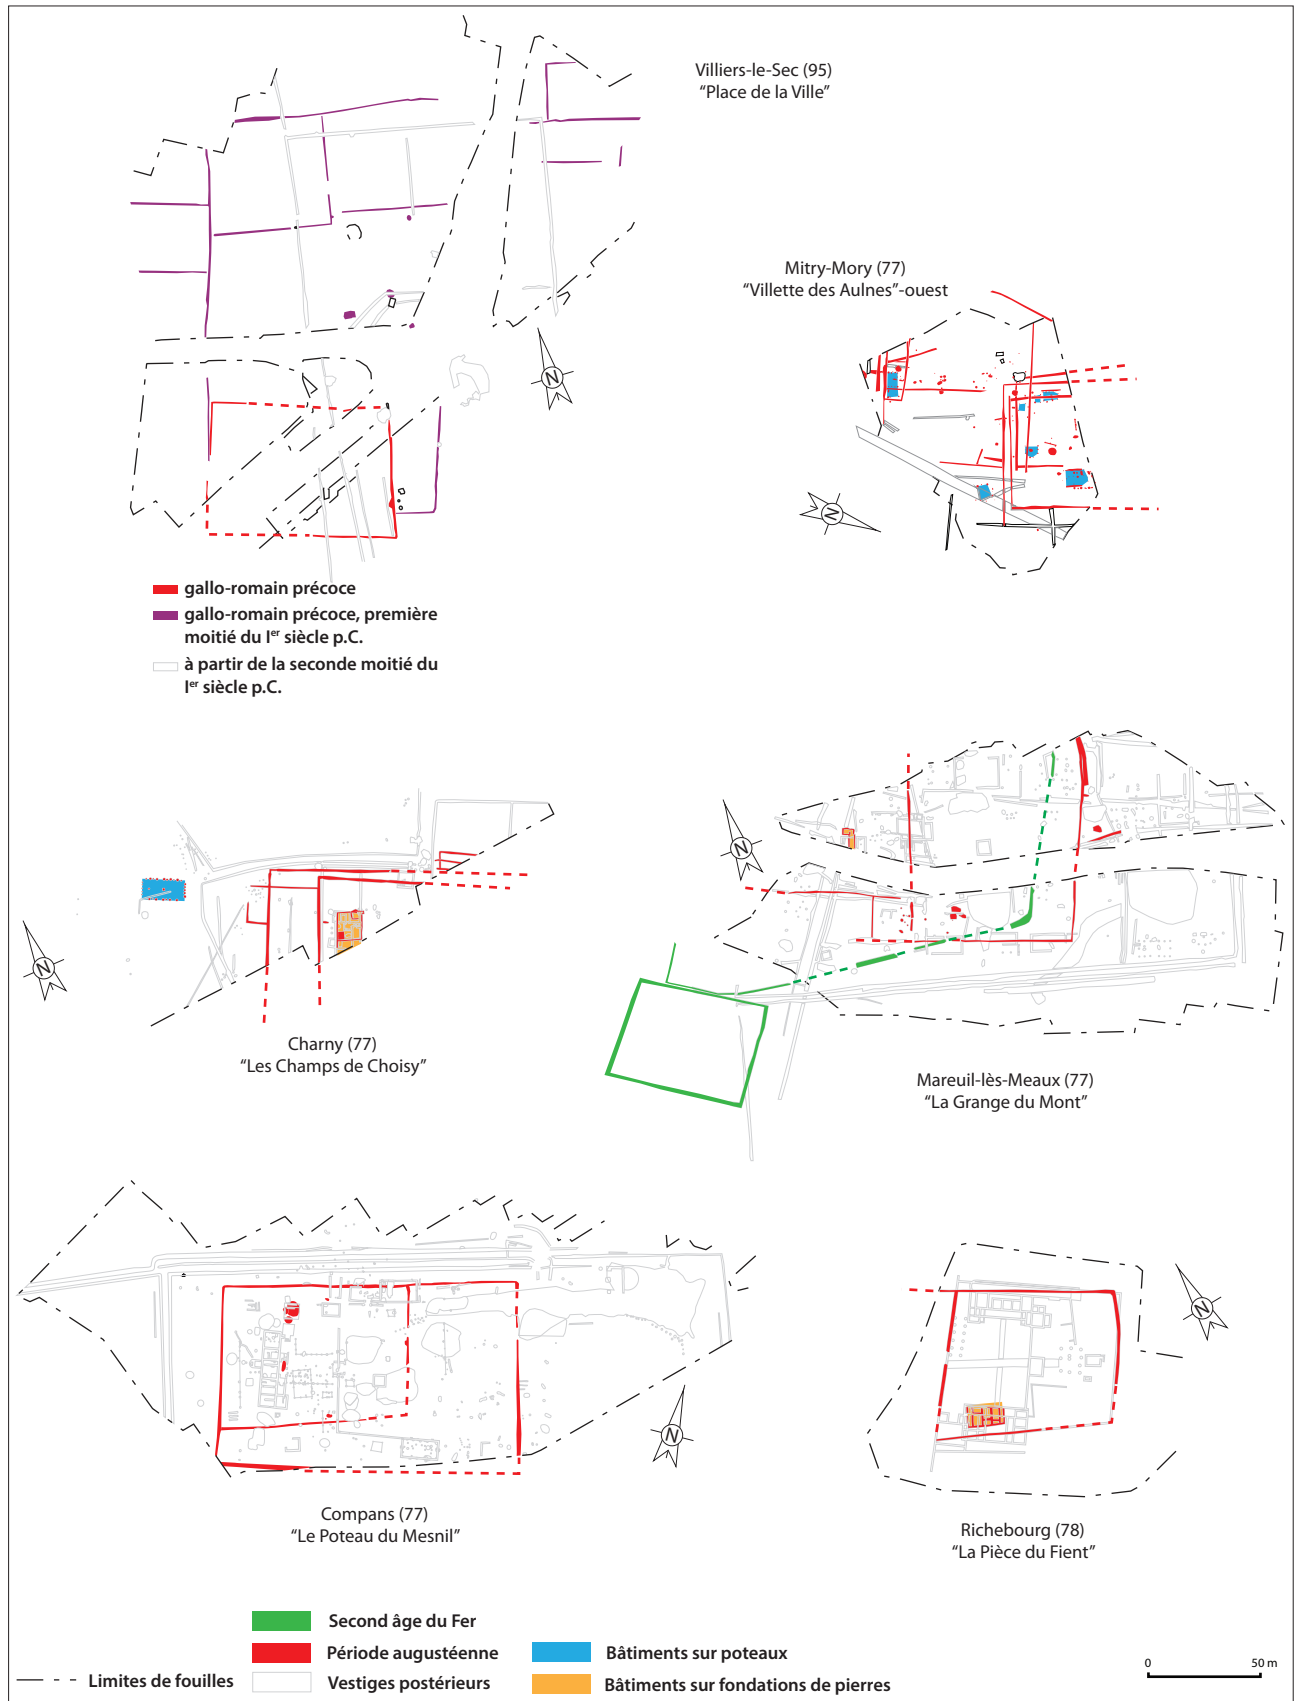 Villiers-le-Sec (95)
“Place de la Ville”
Mitry-Mory (77)
“Villette des Aulnes”-ouest
N
N
gallo-romain précoce
gallo-romain précoce, première
moitié du Ier siècle p.C.
à partir de la seconde moitié du
Ier siècle p.C.
N
N
Charny (77)
“Les Champs de Choisy”
Mareuil-lès-Meaux (77)
“La Grange du Mont”
N
N
Compans (77)
“Le Poteau du Mesnil”
Richebourg (78)
“La Pièce du Fient”
Second âge du Fer
Période augustéenne
Bâtiments sur poteaux
Limites de fouilles
Vestiges postérieurs
Bâtiments sur fondations de pierres
0 50 m